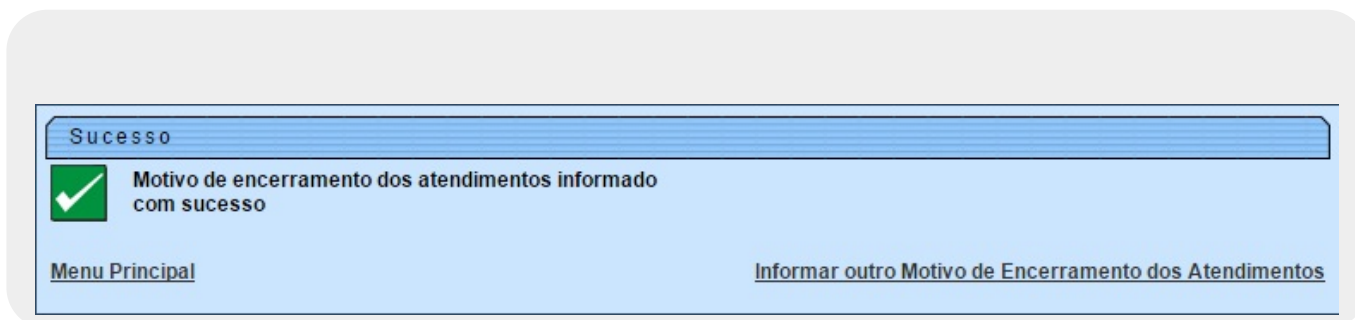 Sucesso
Motivo de encerramento dos atendimentos informado
com sucesso
Menu Principal
Informar outro Motivo de Encerramento dos Atendimentos